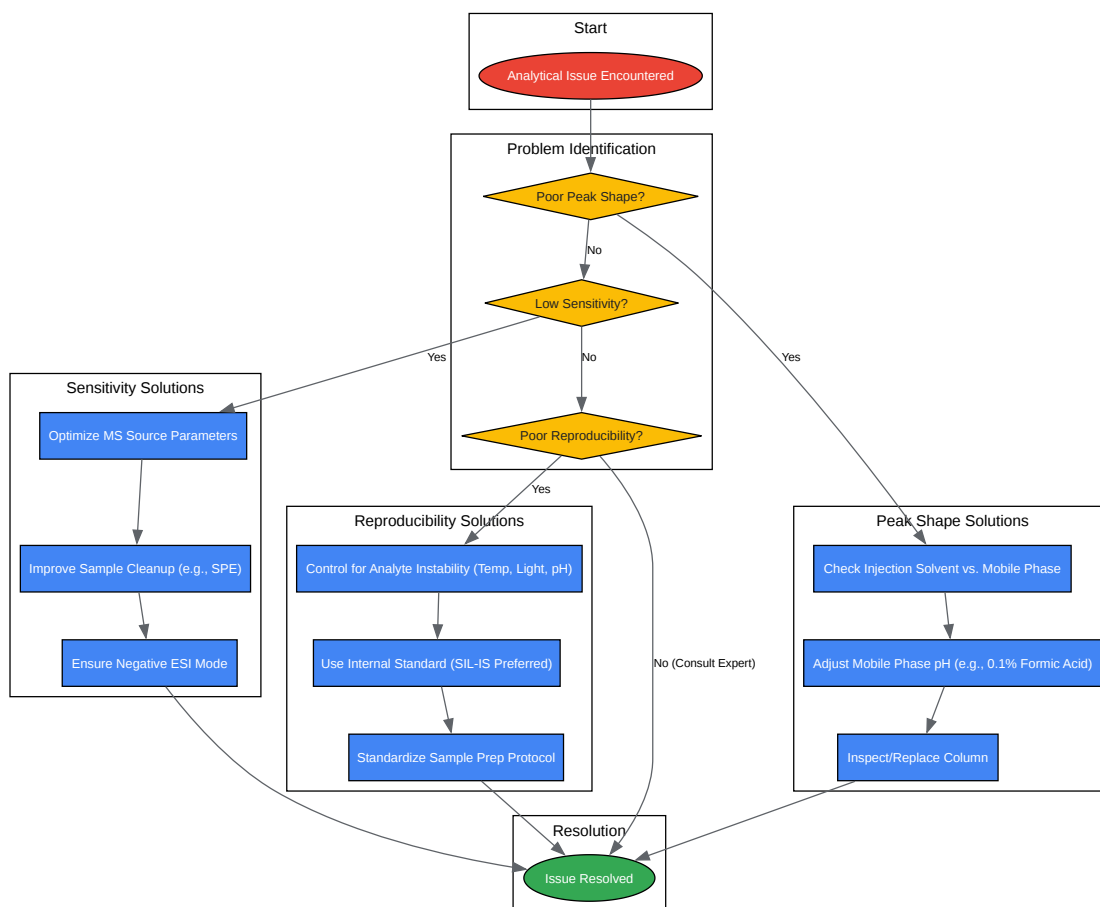 Start
Analytical Issue Encountered
Problem Identification
Poor Peak Shape?
No
Low Sensitivity?
Yes
No
Yes
Poor Reproducibility?
Sensitivity Solutions
Optimize MS Source Parameters
Improve Sample Cleanup (e.g., SPE)
Ensure Negative ESI Mode
Yes
Reproducibility Solutions
Control for Analyte Instability (Temp, Light, pH)
Use Internal Standard (SIL-IS Preferred)
Standardize Sample Prep Protocol
No (Consult Expert)
Peak Shape Solutions
Check Injection Solvent vs. Mobile Phase
Adjust Mobile Phase pH (e.g., 0.1% Formic Acid)
Inspect/Replace Column
Resolution
Issue Resolved